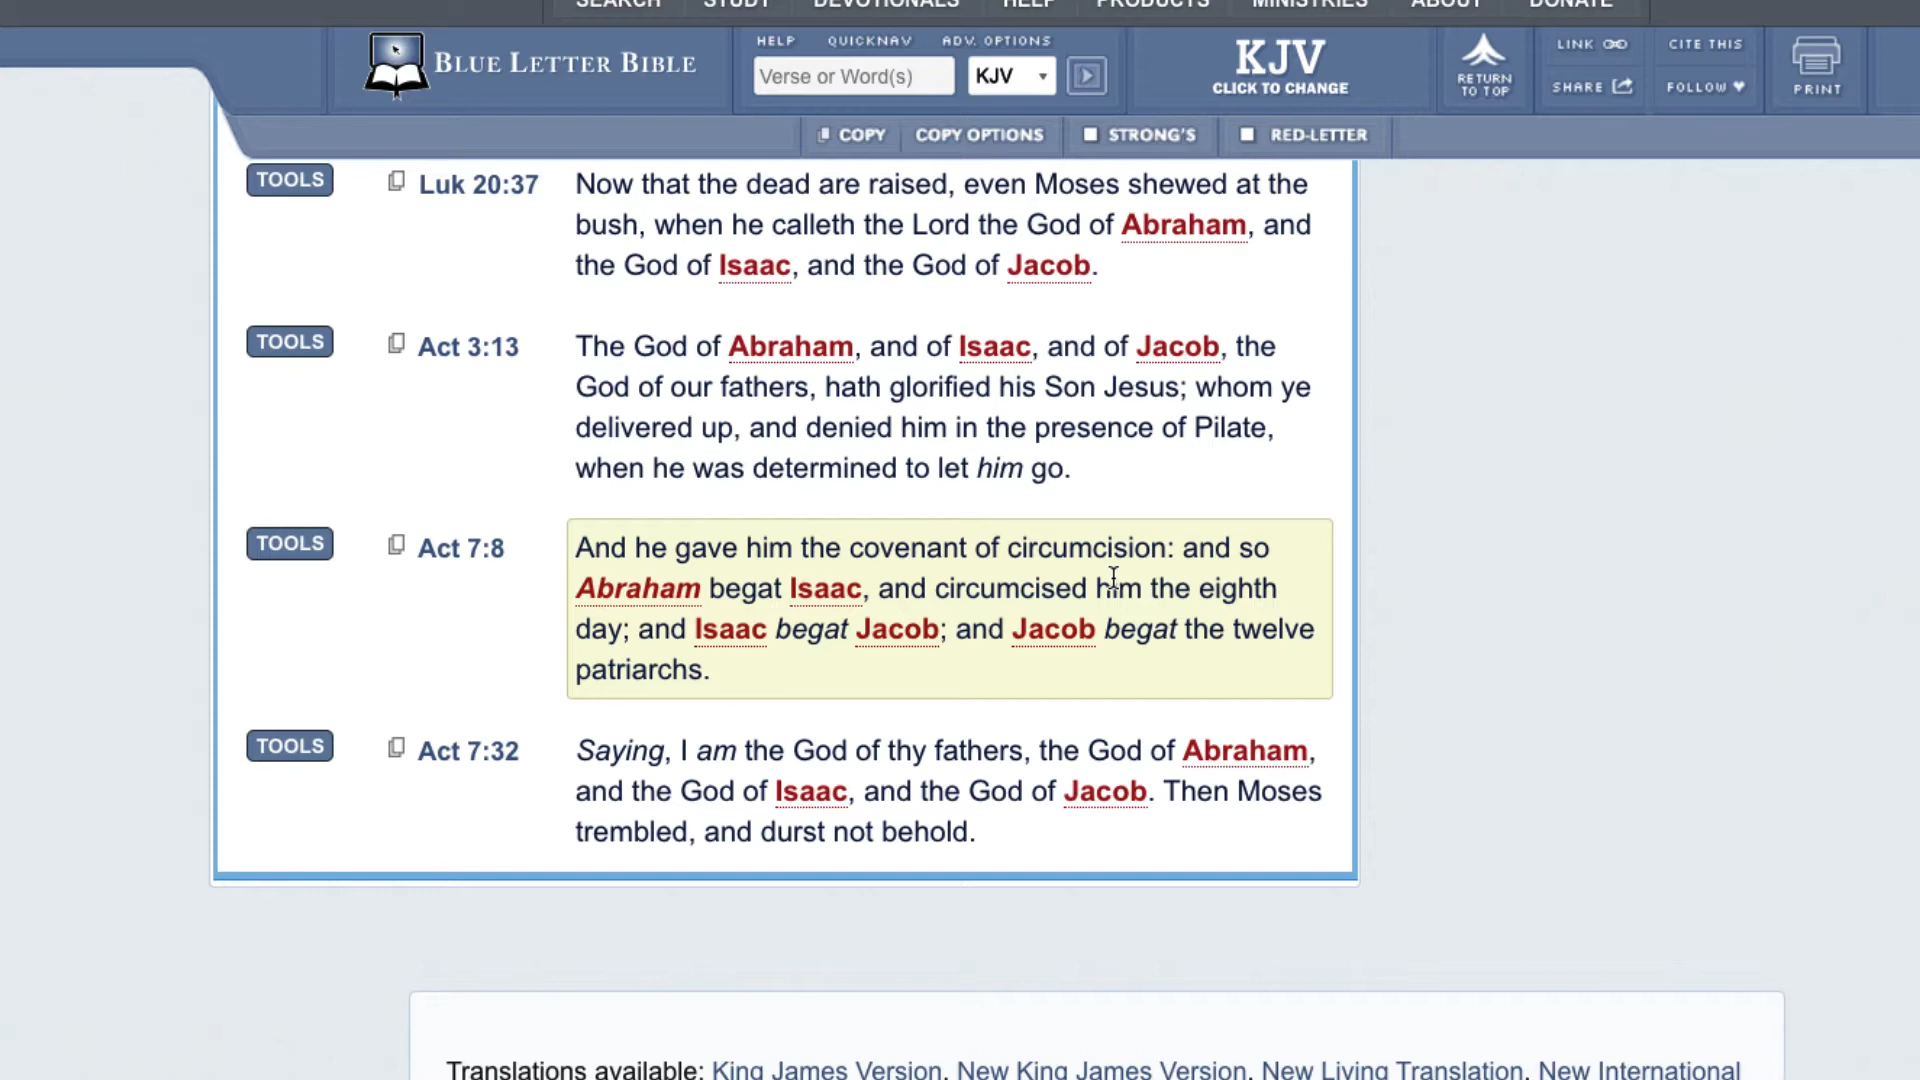 SEARCH STUDY DEVOTIONALS HELP PRODUCTS MINISTRIES ABOUT DONATE
BLUE LETTER BIBLE
HELP QUICKNAV ADV. OPTIONS
Verse or Word(s) KJV
KJV
CLICK TO CHANGE
RETURN
TO TOP
LINK
SHARE
CITE THIS
FOLLOW
PRINT
COPY COPY OPTIONS STRONG'S RED-LETTER
TOOLS Luk 20:37 Now that the dead are raised, even Moses shewed at the
bush, when he calleth the Lord the God of Abraham, and
the God of Isaac, and the God of Jacob.
TOOLS Act 3:13 The God of Abraham, and of Isaac, and of Jacob, the
God of our fathers, hath glorified his Son Jesus; whom ye
delivered up, and denied him in the presence of Pilate,
when he was determined to let him go.
TOOLS Act 7:8 And he gave him the covenant of circumcision: and so
Abraham begat Isaac, and circumcised him the eighth
day; and Isaac begat Jacob; and Jacob begat the twelve
patriarchs.
TOOLS Act 7:32 Saying, I am the God of thy fathers, the God of Abraham,
and the God of Isaac, and the God of Jacob. Then Moses
trembled, and durst not behold.
Translations available: King James Version, New King James Version, New Living Translation, New International